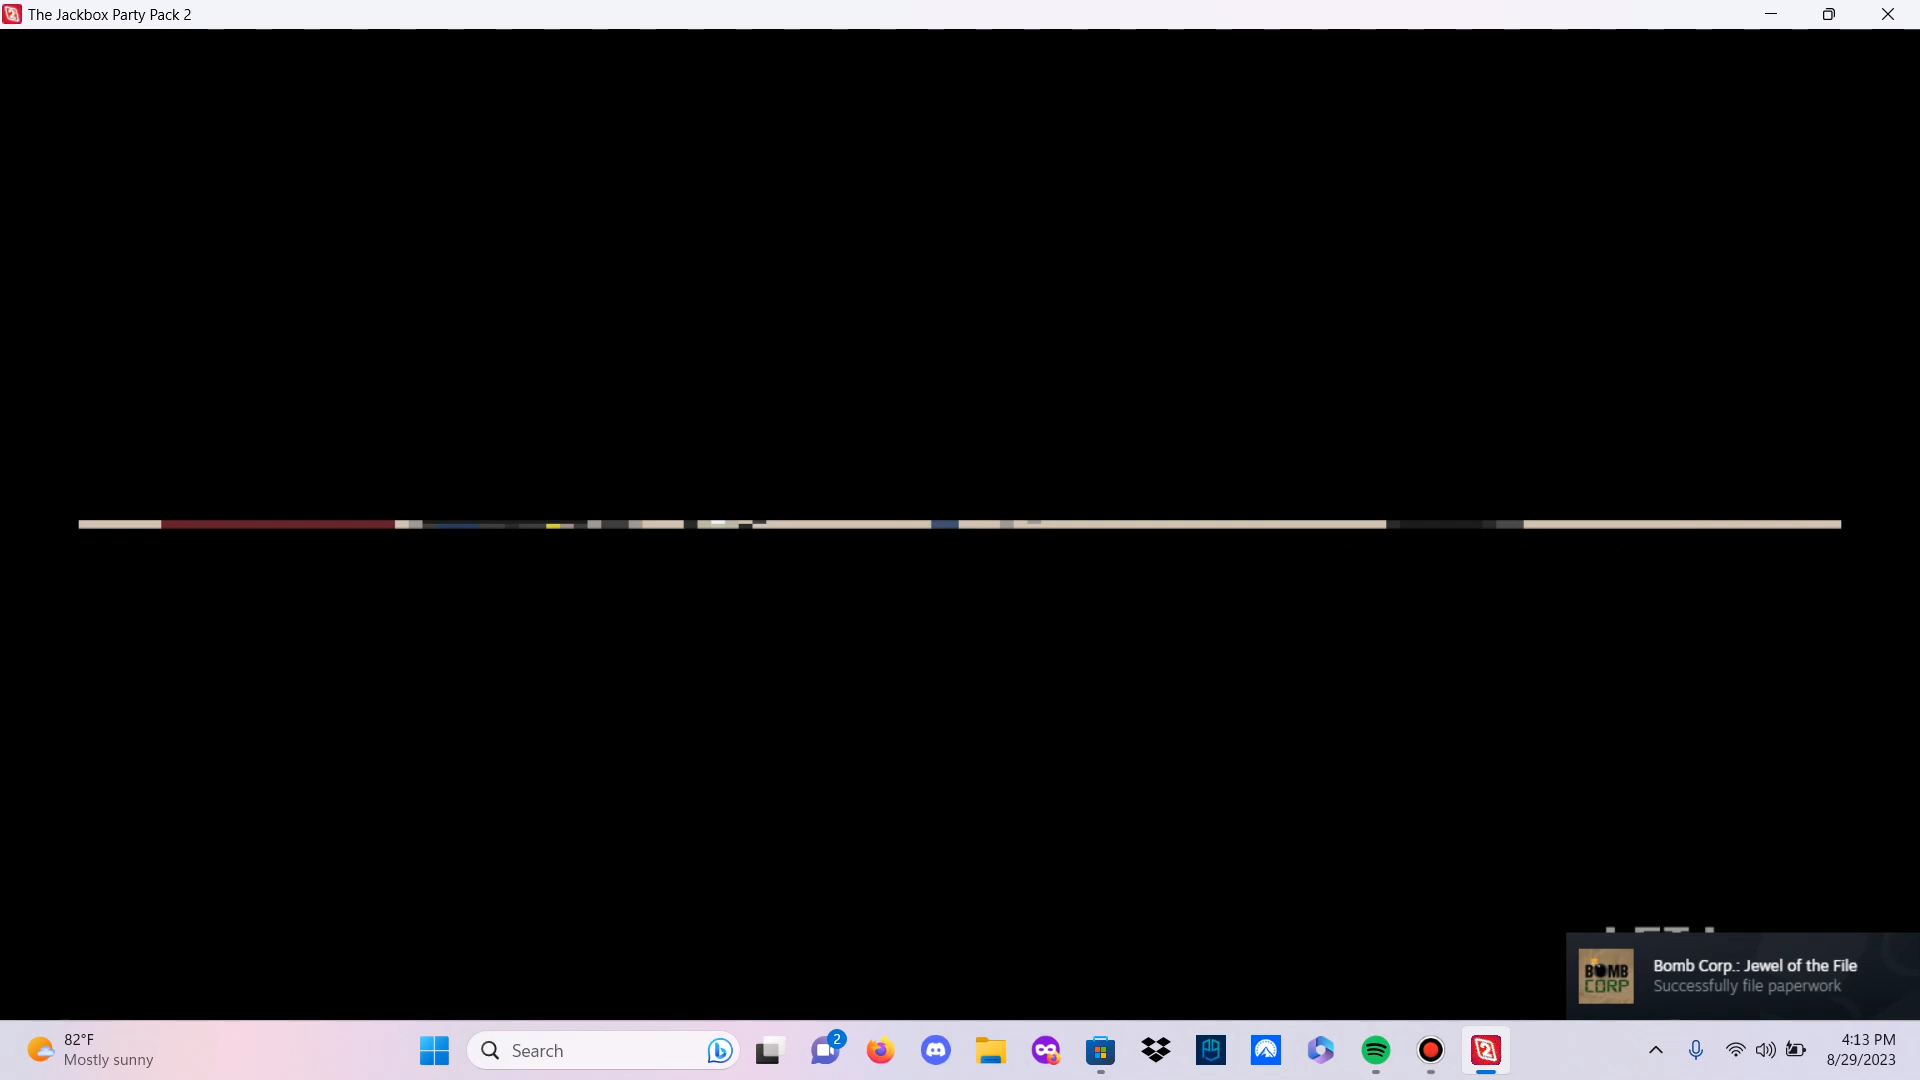 The Jackbox Party Pack 2
BOMB
CORP
Bomb Corp.: Jewel of the File
Successfully file paperwork
82°F
Mostly sunny
Search
2
4:13 PM
8/29/2023